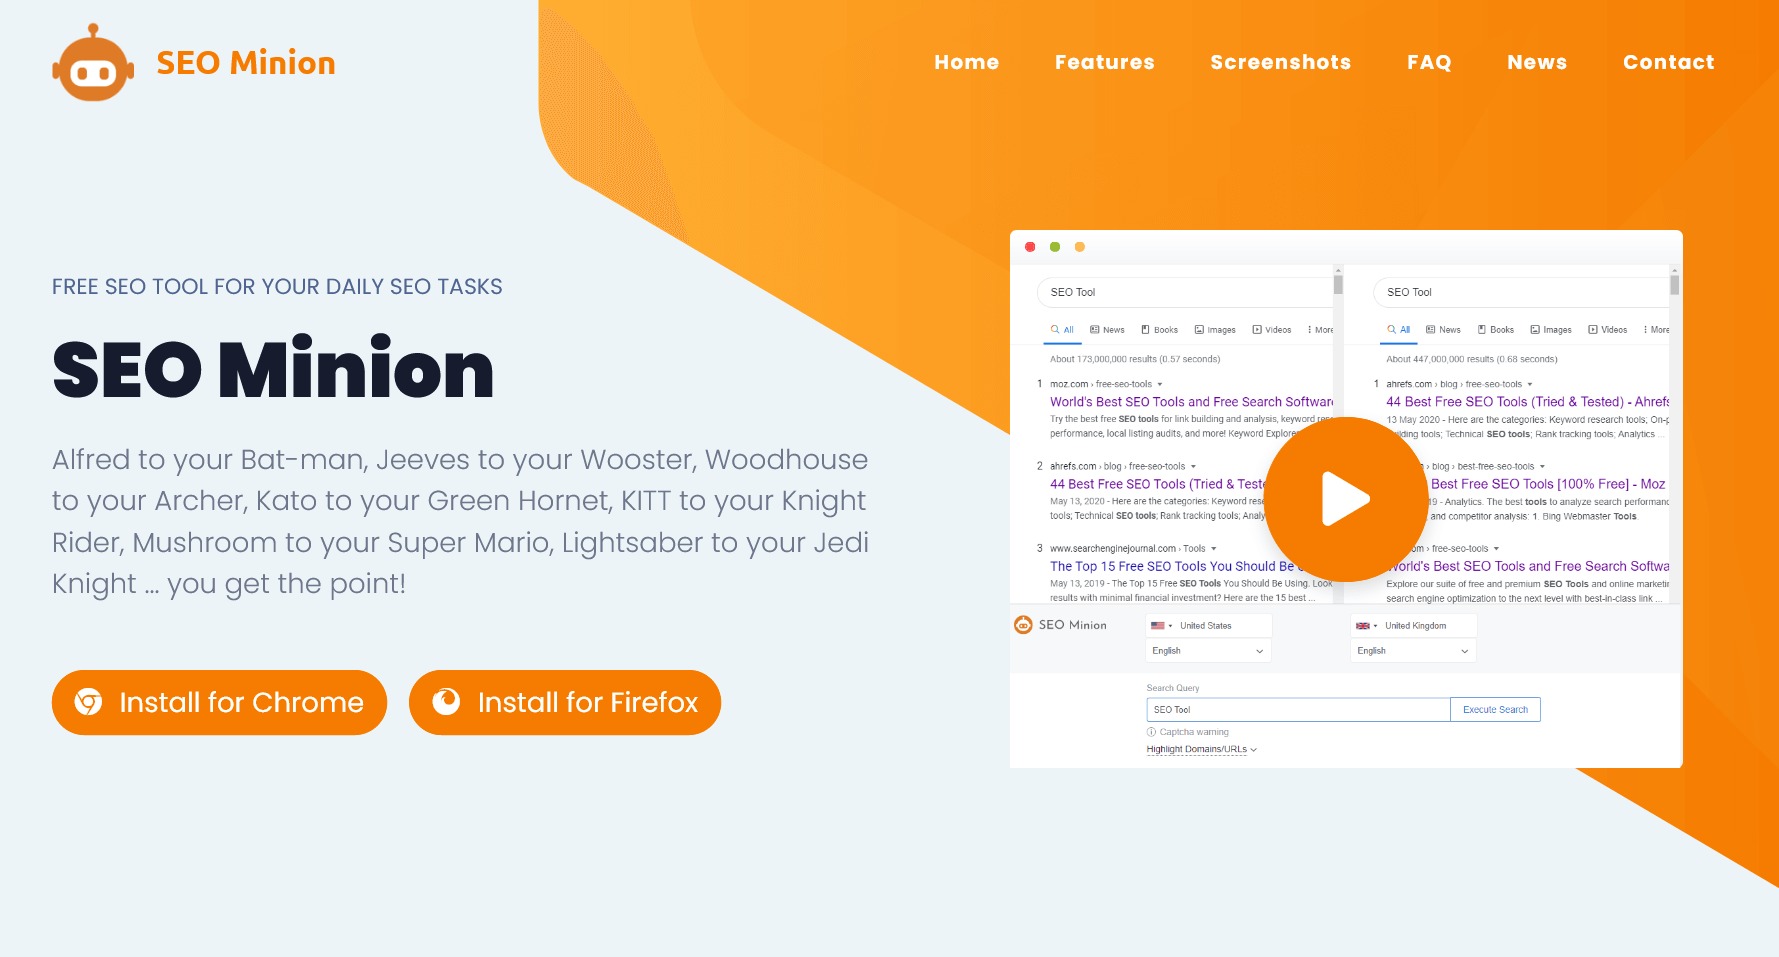 SEO Minion
Home Features Screenshots FAQ News Contact
FREE SEO TOOL FOR YOUR DAILY SEO TASKS
SEO Minion
Alfred to your Bat-man, Jeeves to your Wooster, Woodhouse
to your Archer, Kato to your Green Hornet, KITT to your Knight
Rider, Mushroom to your Super Mario, Lightsaber to your Jedi
Knight ... you get the point!
Install for Chrome Install for Firefox
SEO Tool
All News Books Images Videos More
About 173,000,000 results (0.57 seconds)
1 moz.com › free-seo-tools
World's Best SEO Tools and Free Search Software
Try the best free SEO tools for link building and analysis, keyword
performance, local listing audits, and more! Keyword Explorer
2 ahrefs.com › blog › free-seo-tools
44 Best Free SEO Tools (Tried & Teste
May 13, 2020 - Here are the categories: Keyword
tools; Technical SEO tools; Rank tracking tools;
3 www.searchenginejournal.com › Tools
The Top 15 Free SEO Tools You Should Be
May 13, 2019 - The Top 15 Free SEO Tools You Should Be Using. Look
results with minimal financial investment? Here are the 15 best ...
SEO Tool
All News Books Images Videos More
About 447,000,000 results (0.68 seconds)
1 ahrefs.com › blog › free-seo-tools
44 Best Free SEO Tools (Tried & Tested) - Ahrefs
13 May 2020 - Here are the categories: Keyword research tools;
tools; Technical SEO tools; Rank tracking tools; Analytics ...
› blog › best-free-seo-tools
Best Free SEO Tools [100% Free] - Moz
19 - Analytics. The best tools to analyze search performanc
and competitor analysis: 1. Bing Webmaster Tools.
om › free-seo-tools
World's Best SEO Tools and Free Search Softwa
Explore our suite of free and premium SEO Tools and online marketin
search engine optimization to the next level with best-in-class link ...
SEO Minion
United States United Kingdom
English English
Search Query
SEO Tool Execute Search
Captcha warning
Highlight Domains/URLs